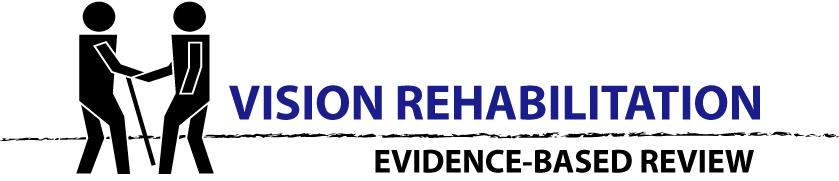 VISION REHABILITATION
EVIDENCE-BASED REVIEW